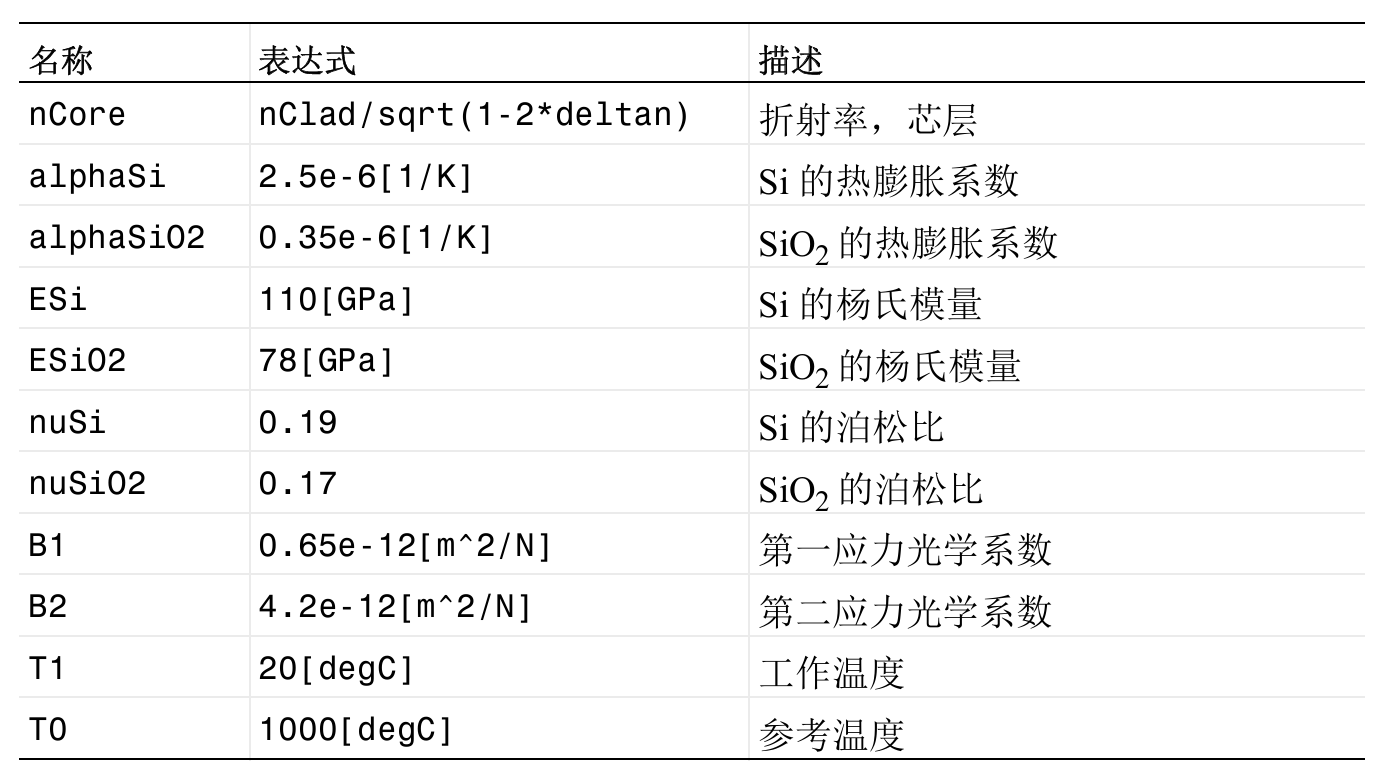 名称 表达式 描述
nCore nClad/sqrt(1-2*deltan) 折射率，芯层
alphaSi 2.5e-6[1/K] Si 的热膨胀系数
alphaSiO2 0.35e-6[1/K] SiO₂ 的热膨胀系数
ESi 110[GPa] Si 的杨氏模量
ESiO2 78[GPa] SiO₂ 的杨氏模量
nuSi 0.19 Si 的泊松比
nuSiO2 0.17 SiO₂ 的泊松比
B1 0.65e-12[m^2/N] 第一应力光学系数
B2 4.2e-12[m^2/N] 第二应力光学系数
T1 20[degC] 工作温度
T0 1000[degC] 参考温度